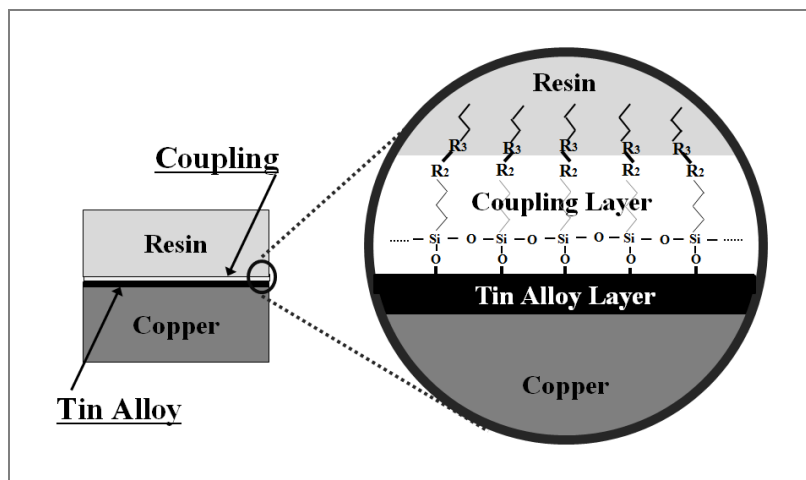 Coupling
Resin
Copper
Tin Alloy
Resin
R3 R3 R3 R3 R3
R2 R2 R2 R2 R2
Coupling Layer
...... Si O Si O Si O Si O Si ......
O O O O O
Tin Alloy Layer
Copper